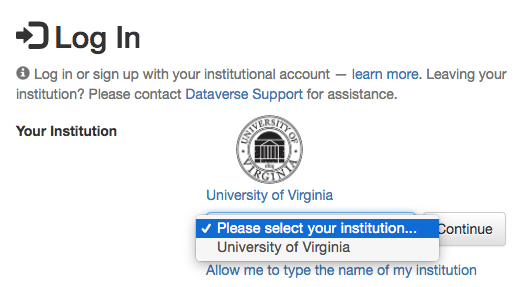 Log In
Log in or sign up with your institutional account — learn more. Leaving your
institution? Please contact Dataverse Support for assistance.
Your Institution
UNIVERSITY OF VIRGINIA
1819
University of Virginia
✓ Please select your institution...
Continue
University of Virginia
Allow me to type the name of my institution